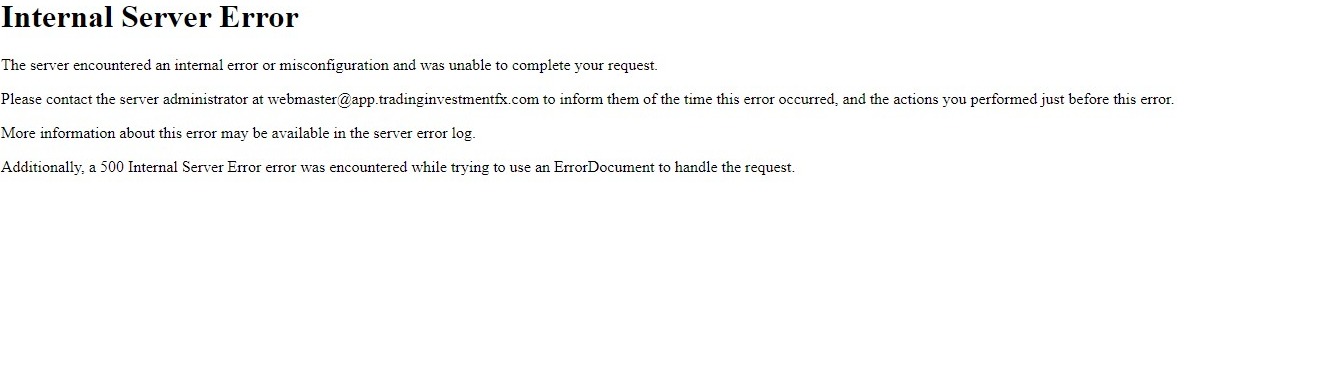 Internal Server Error
The server encountered an internal error or misconfiguration and was unable to complete your request.
Please contact the server administrator at webmaster@app.tradinginvestmentfx.com to inform them of the time this error occurred, and the actions you performed just before this error.
More information about this error may be available in the server error log.
Additionally, a 500 Internal Server Error error was encountered while trying to use an ErrorDocument to handle the request.